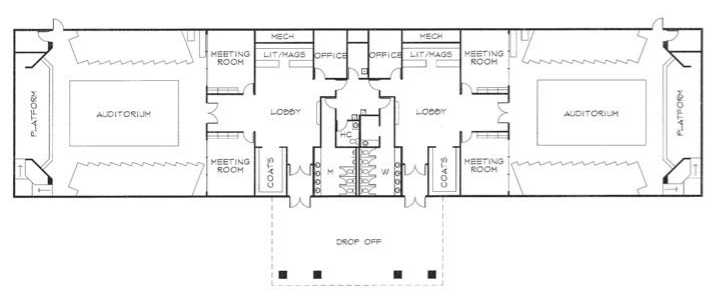 MECH
MECH
MEETING
ROOM
LIT/MAGS
OFFICE
OFFICE
LIT/MAGS
MEETING
ROOM
PLATFORM
AUDITORIUM
LOBBY
LOBBY
AUDITORIUM
PLATFORM
HC
MEETING
ROOM
COATS
M
W
COATS
MEETING
ROOM
DROP OFF